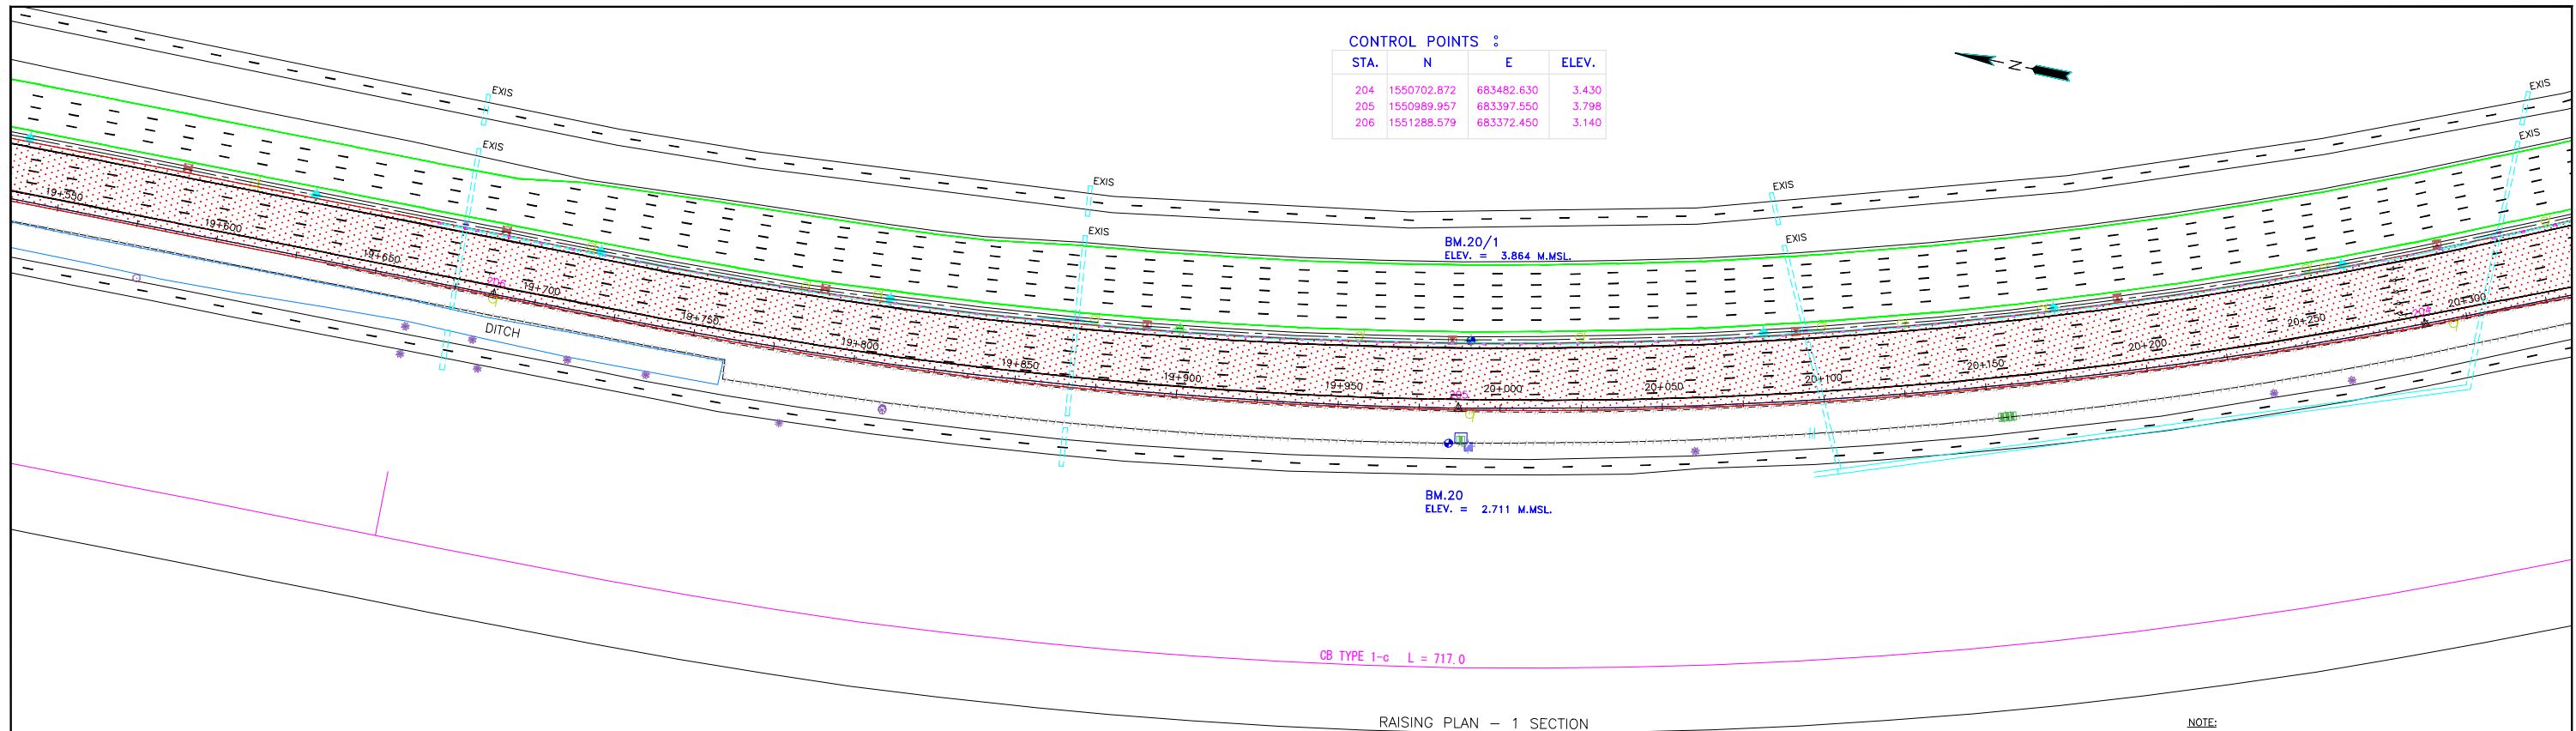 CONTROL POINTS :
STA. N E ELEV.
204 1550702.872 683482.630 3.430
205 1550989.957 683397.550 3.798
206 1551288.579 683372.450 3.140
N
EXIS
EXIS
EXIS
EXIS
EXIS
EXIS
EXIS
EXIS
BM.20/1
ELEV. = 3.864 M.MSL.
19+550
19+600
19+650
19+700
19+750
19+800
19+850
19+900
19+950
20+000
20+050
20+100
20+150
20+200
20+250
20+300
206
205
204
DITCH
BM.20
ELEV. = 2.711 M.MSL.
CB TYPE 1-c L = 717.0
RAISING PLAN - 1 SECTION
NOTE: